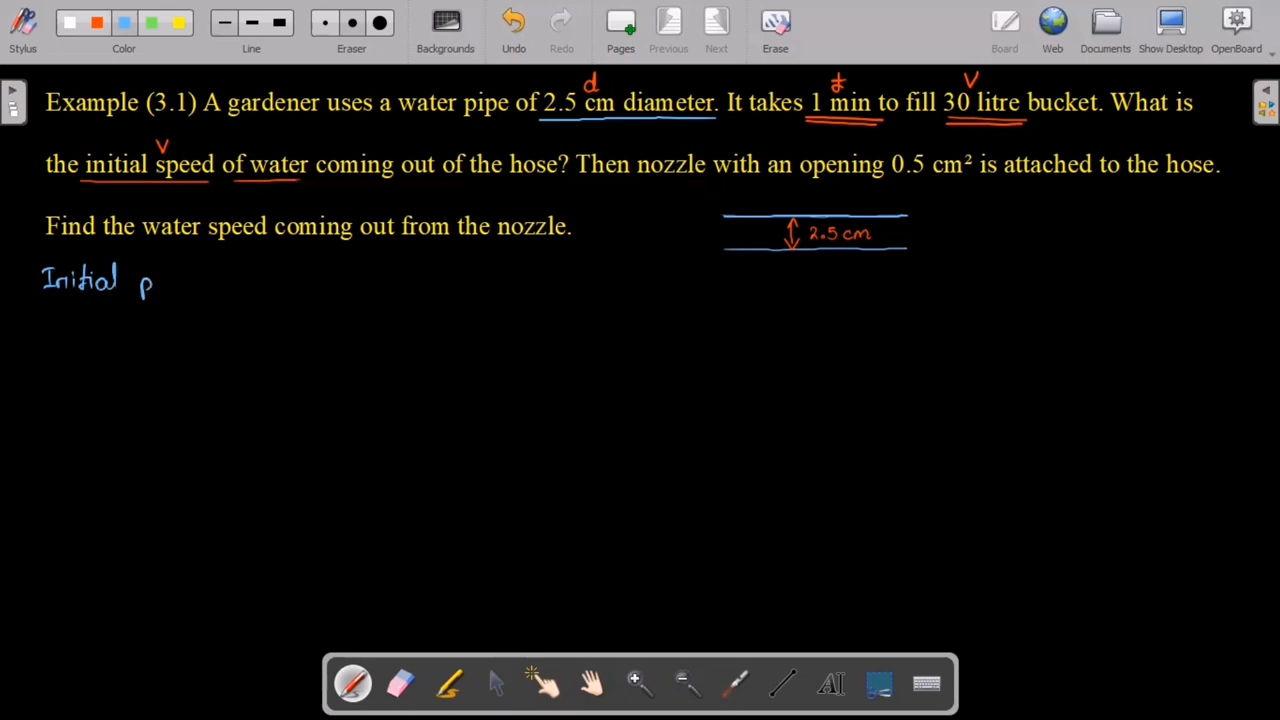 Stylus Color Line Eraser Backgrounds Undo Redo Pages Previous Next Erase Board Web Documents Show Desktop OpenBoard
d t V
Example (3.1) A gardener uses a water pipe of 2.5 cm diameter. It takes 1 min to fill 30 litre bucket. What is
v
the initial speed of water coming out of the hose? Then nozzle with an opening 0.5 cm² is attached to the hose.
Find the water speed coming out from the nozzle.
2.5 cm
Initial p
AI